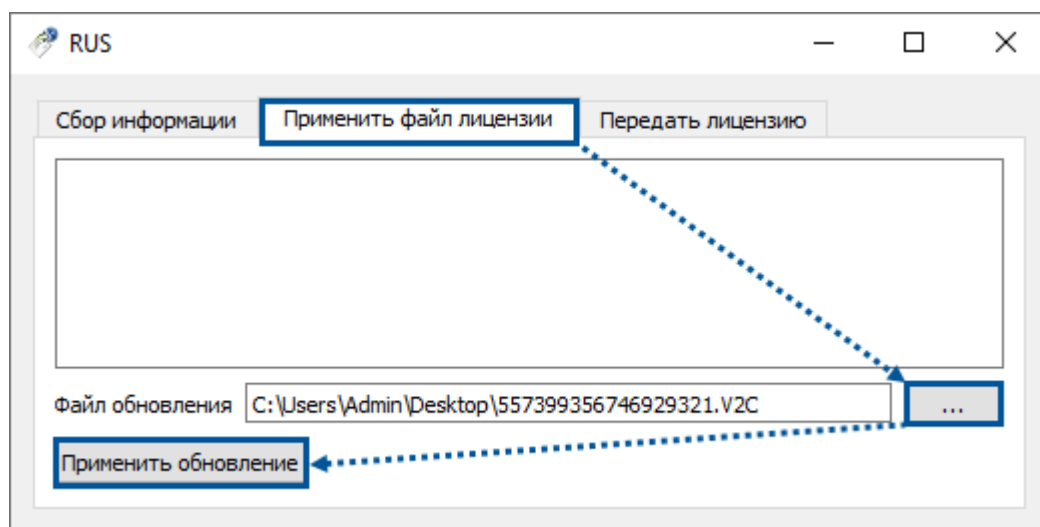 RUS
Сбор информации
Применить файл лицензии
Передать лицензию
Файл обновления
C:\Users\Admin\Desktop\557399356746929321.V2C
...
Применить обновление